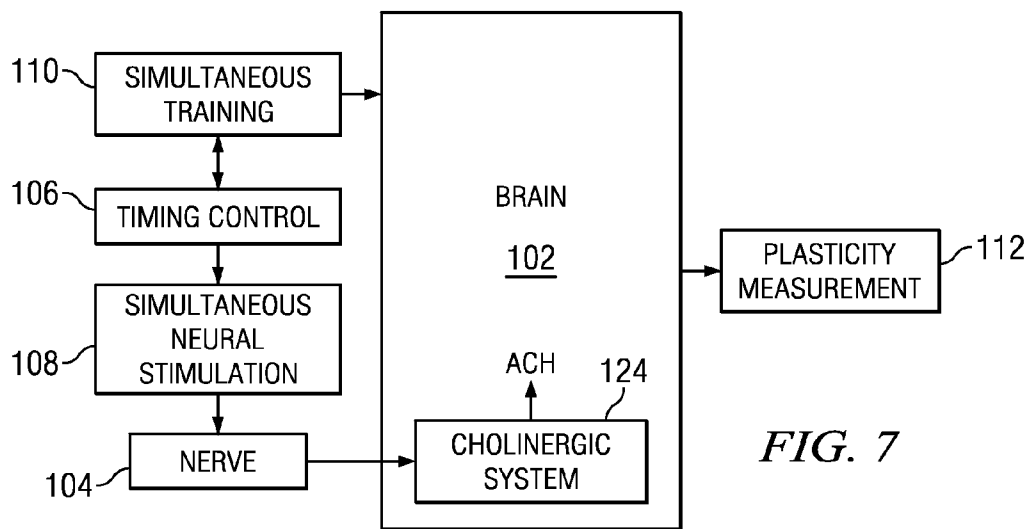 110
SIMULTANEOUS
TRAINING
106
TIMING CONTROL
108
SIMULTANEOUS
NEURAL
STIMULATION
104
NERVE
BRAIN
102
ACH
124
CHOLINERGIC
SYSTEM
PLASTICITY
MEASUREMENT
112
FIG. 7